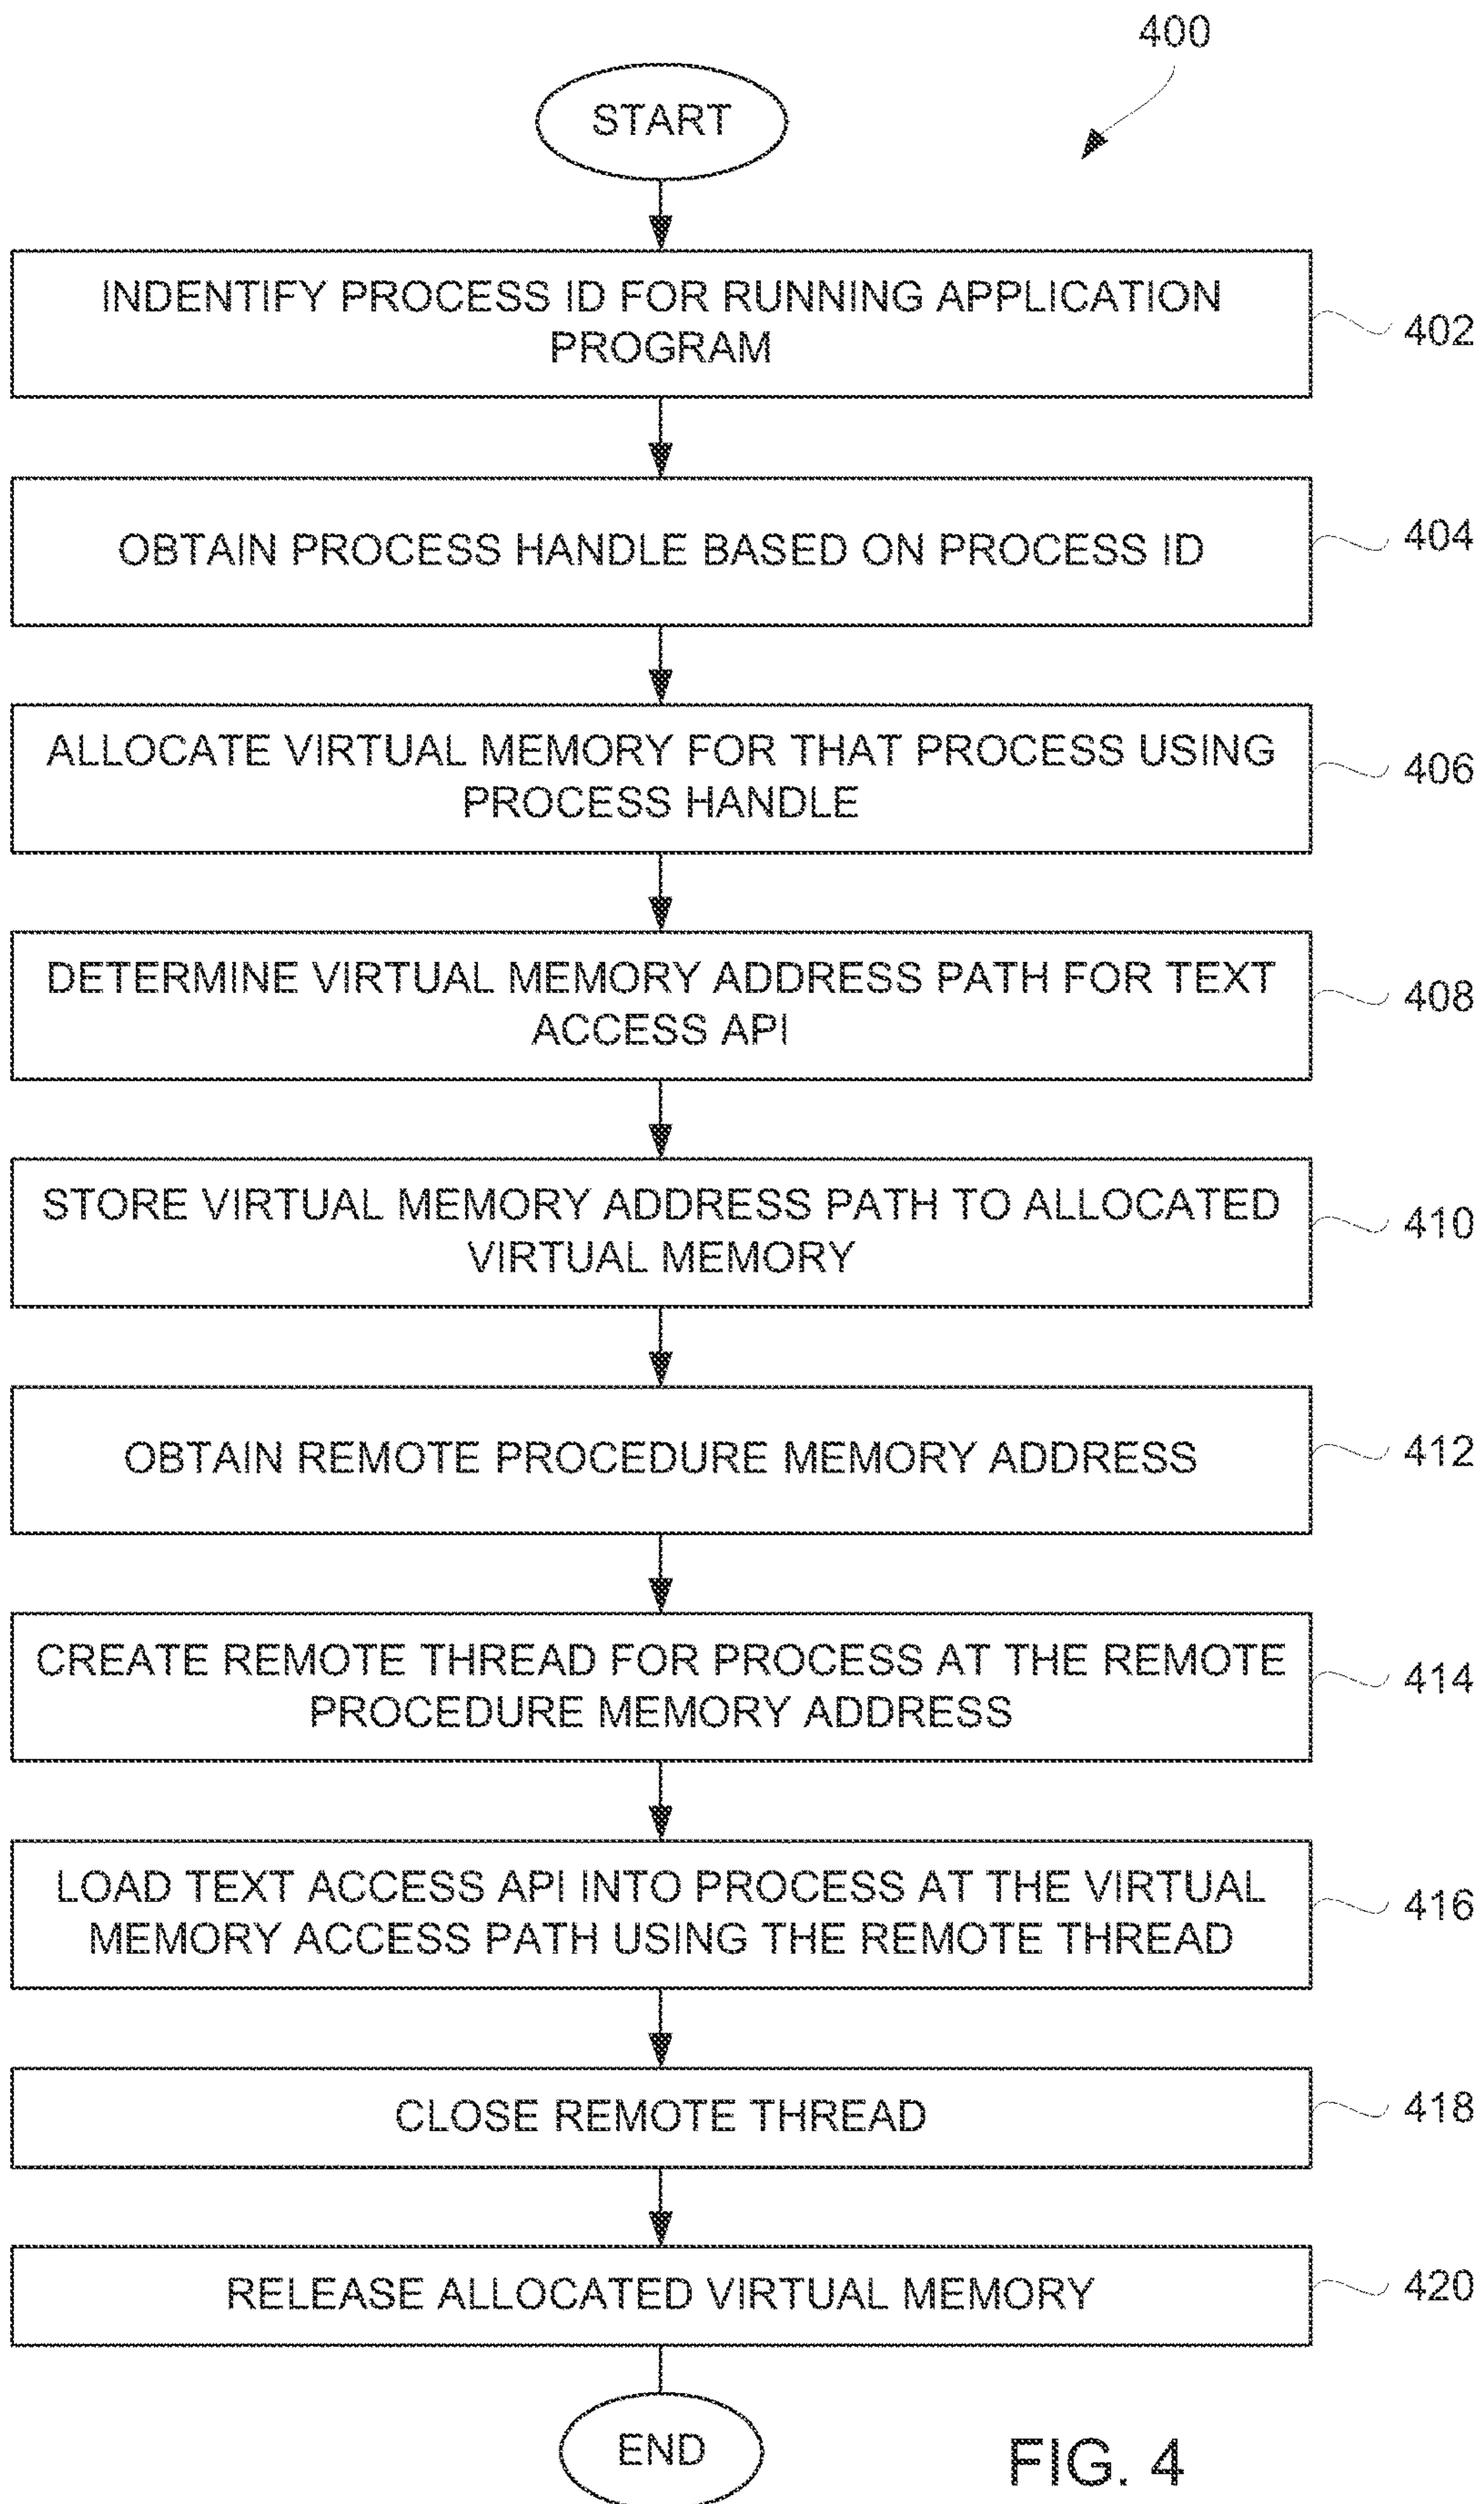 400
START
INDENTIFY PROCESS ID FOR RUNNING APPLICATION
PROGRAM
402
OBTAIN PROCESS HANDLE BASED ON PROCESS ID
404
ALLOCATE VIRTUAL MEMORY FOR THAT PROCESS USING
PROCESS HANDLE
406
DETERMINE VIRTUAL MEMORY ADDRESS PATH FOR TEXT
ACCESS API
408
STORE VIRTUAL MEMORY ADDRESS PATH TO ALLOCATED
VIRTUAL MEMORY
410
OBTAIN REMOTE PROCEDURE MEMORY ADDRESS
412
CREATE REMOTE THREAD FOR PROCESS AT THE REMOTE
PROCEDURE MEMORY ADDRESS
414
LOAD TEXT ACCESS API INTO PROCESS AT THE VIRTUAL
MEMORY ACCESS PATH USING THE REMOTE THREAD
416
CLOSE REMOTE THREAD
418
RELEASE ALLOCATED VIRTUAL MEMORY
420
END
FIG. 4